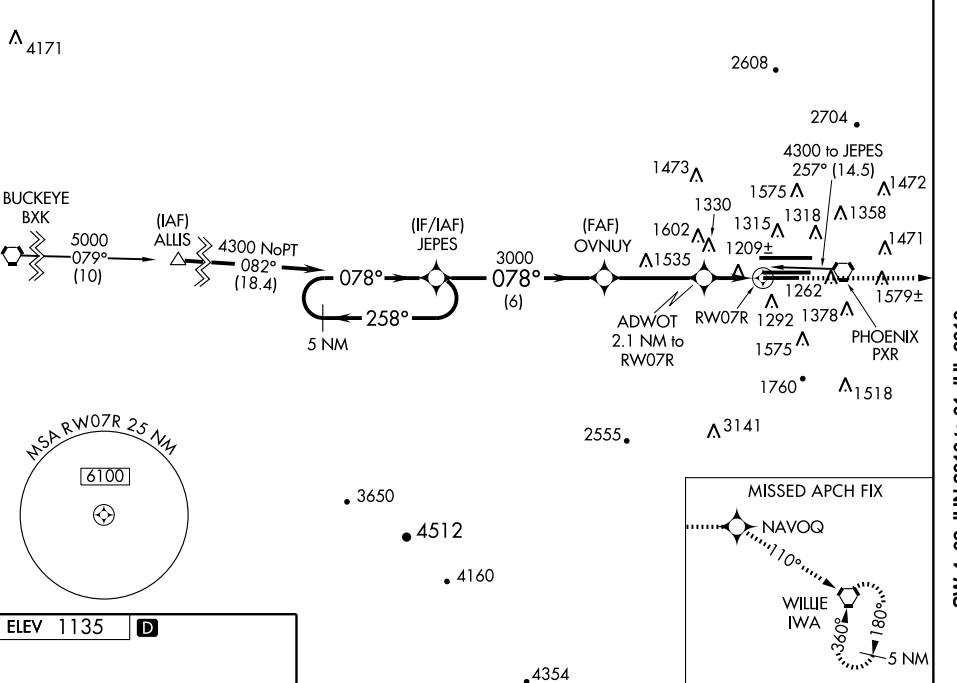 4171
2608
2704
4300 to JEPES
257° (14.5)
1473
1575
1472
BUCKEYE
BXK
(IAF)
ALLIS
(IF/IAF)
JEPES
(FAF)
OVNUY
1330
1602
1315
1318
1358
5000
079°
(10)
4300 NoPT
082°
(18.4)
078°
3000
078°
(6)
1535
1209±
1471
258°
5 NM
ADWOT
2.1 NM to
RW07R
RW07R
1262
1292
1378
1579±
PHOENIX
PXR
1575
1760
1518
2555
3141
MSA RW07R 25 NM
6100
3650
4512
4160
4354
MISSED APCH FIX
NAVOQ
110°
WILLIE
IWA
360°
180°
5 NM
ELEV 1135
D